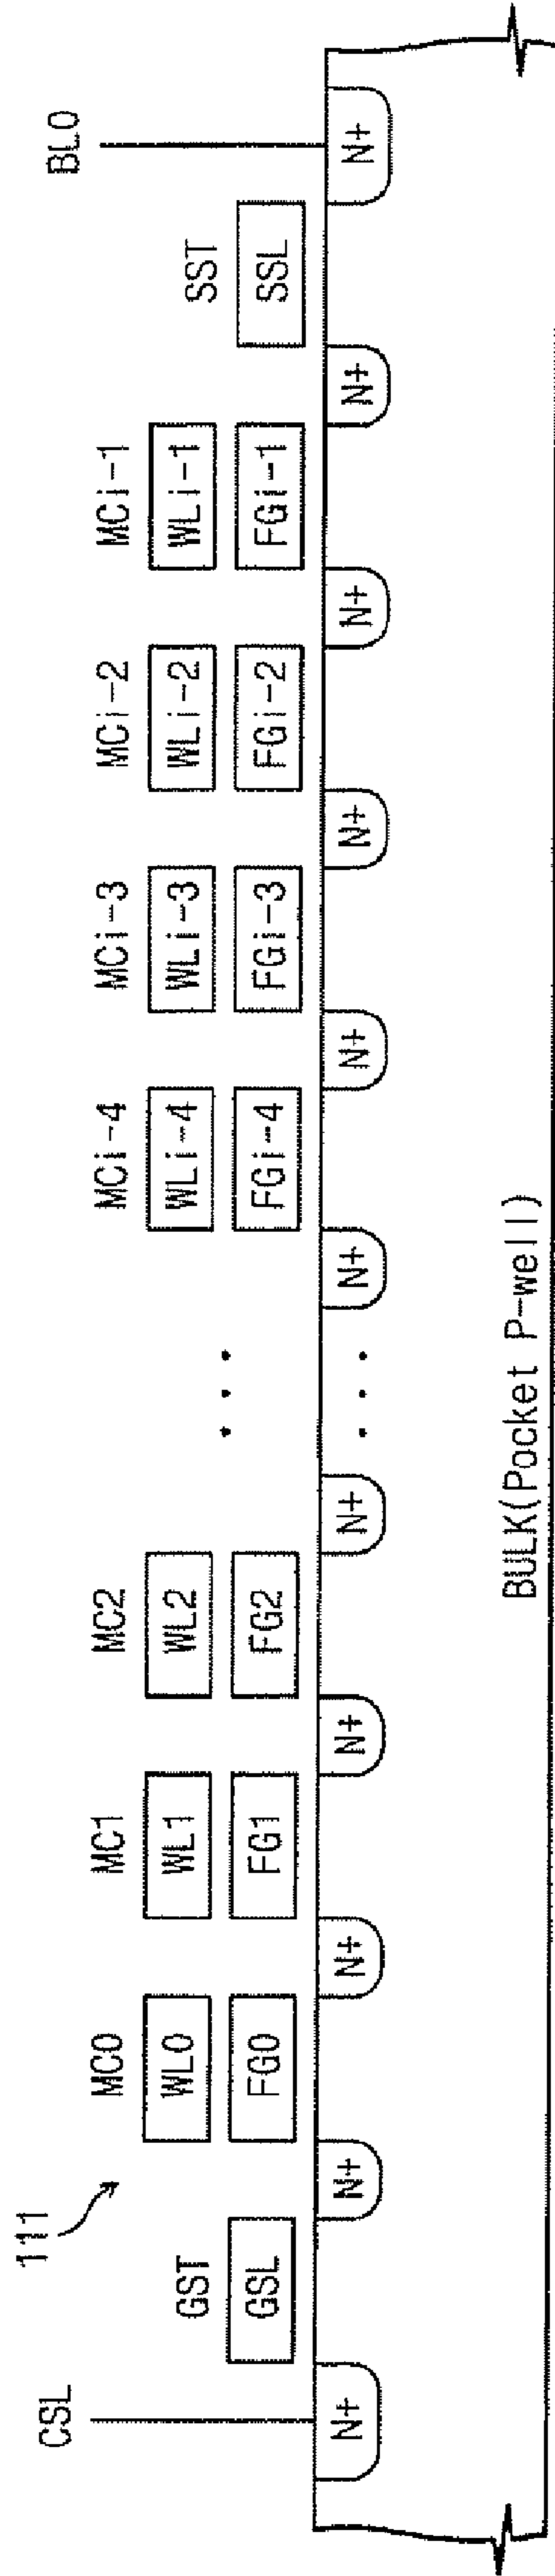 111
CSL GST MC0 MC1 MC2 MCi-4 MCi-3 MCi-2 MCi-1 SST BL0
WL0 WL1 WL2 ... WLi-4 WLi-3 WLi-2 WLi-1
GSL FG0 FG1 FG2 FGi-4 FGi-3 FGi-2 FGi-1 SSL
N+ N+ N+ N+ N+ ... N+ N+ N+ N+ N+ N+
BULK(Pocket P-well)